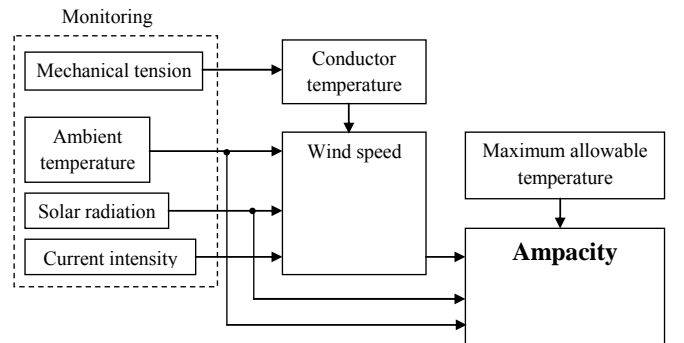 Monitoring
Mechanical tension
Conductor
temperature
Ambient
temperature
Wind speed
Maximum allowable
temperature
Solar radiation
Current intensity
Ampacity